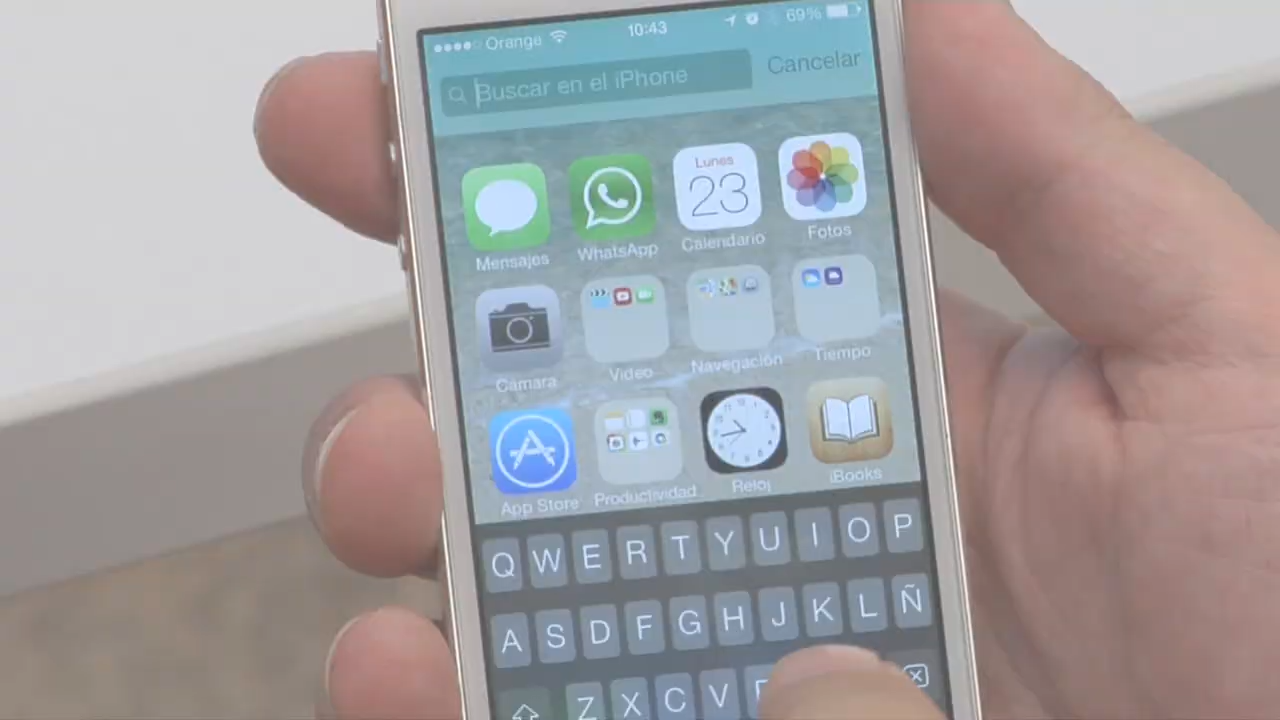 Orange 10:43 69%
Buscar en el iPhone Cancelar
Lunes
23
Mensajes WhatsApp Calendario Fotos
Cámara Vídeo Navegación Tiempo
App Store Productividad Reloj iBooks
Q W E R T Y U I O P
A S D F G H J K L Ñ
Z X C V